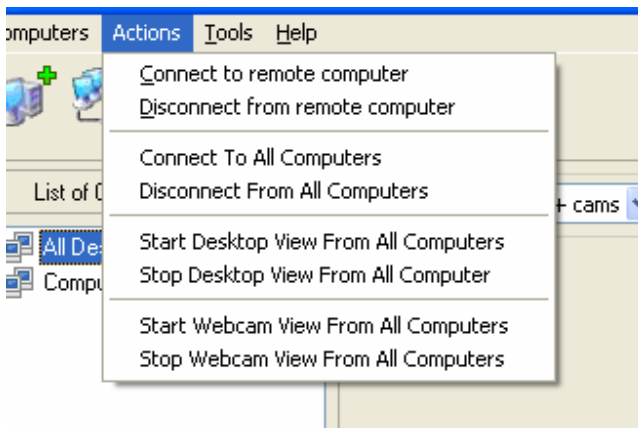 omputers Actions Tools Help
Connect to remote computer
Disconnect from remote computer
Connect To All Computers
Disconnect From All Computers
List of
+ cams
Start Desktop View From All Computers
All De
Stop Desktop View From All Computer
Compu
Start Webcam View From All Computers
Stop Webcam View From All Computers